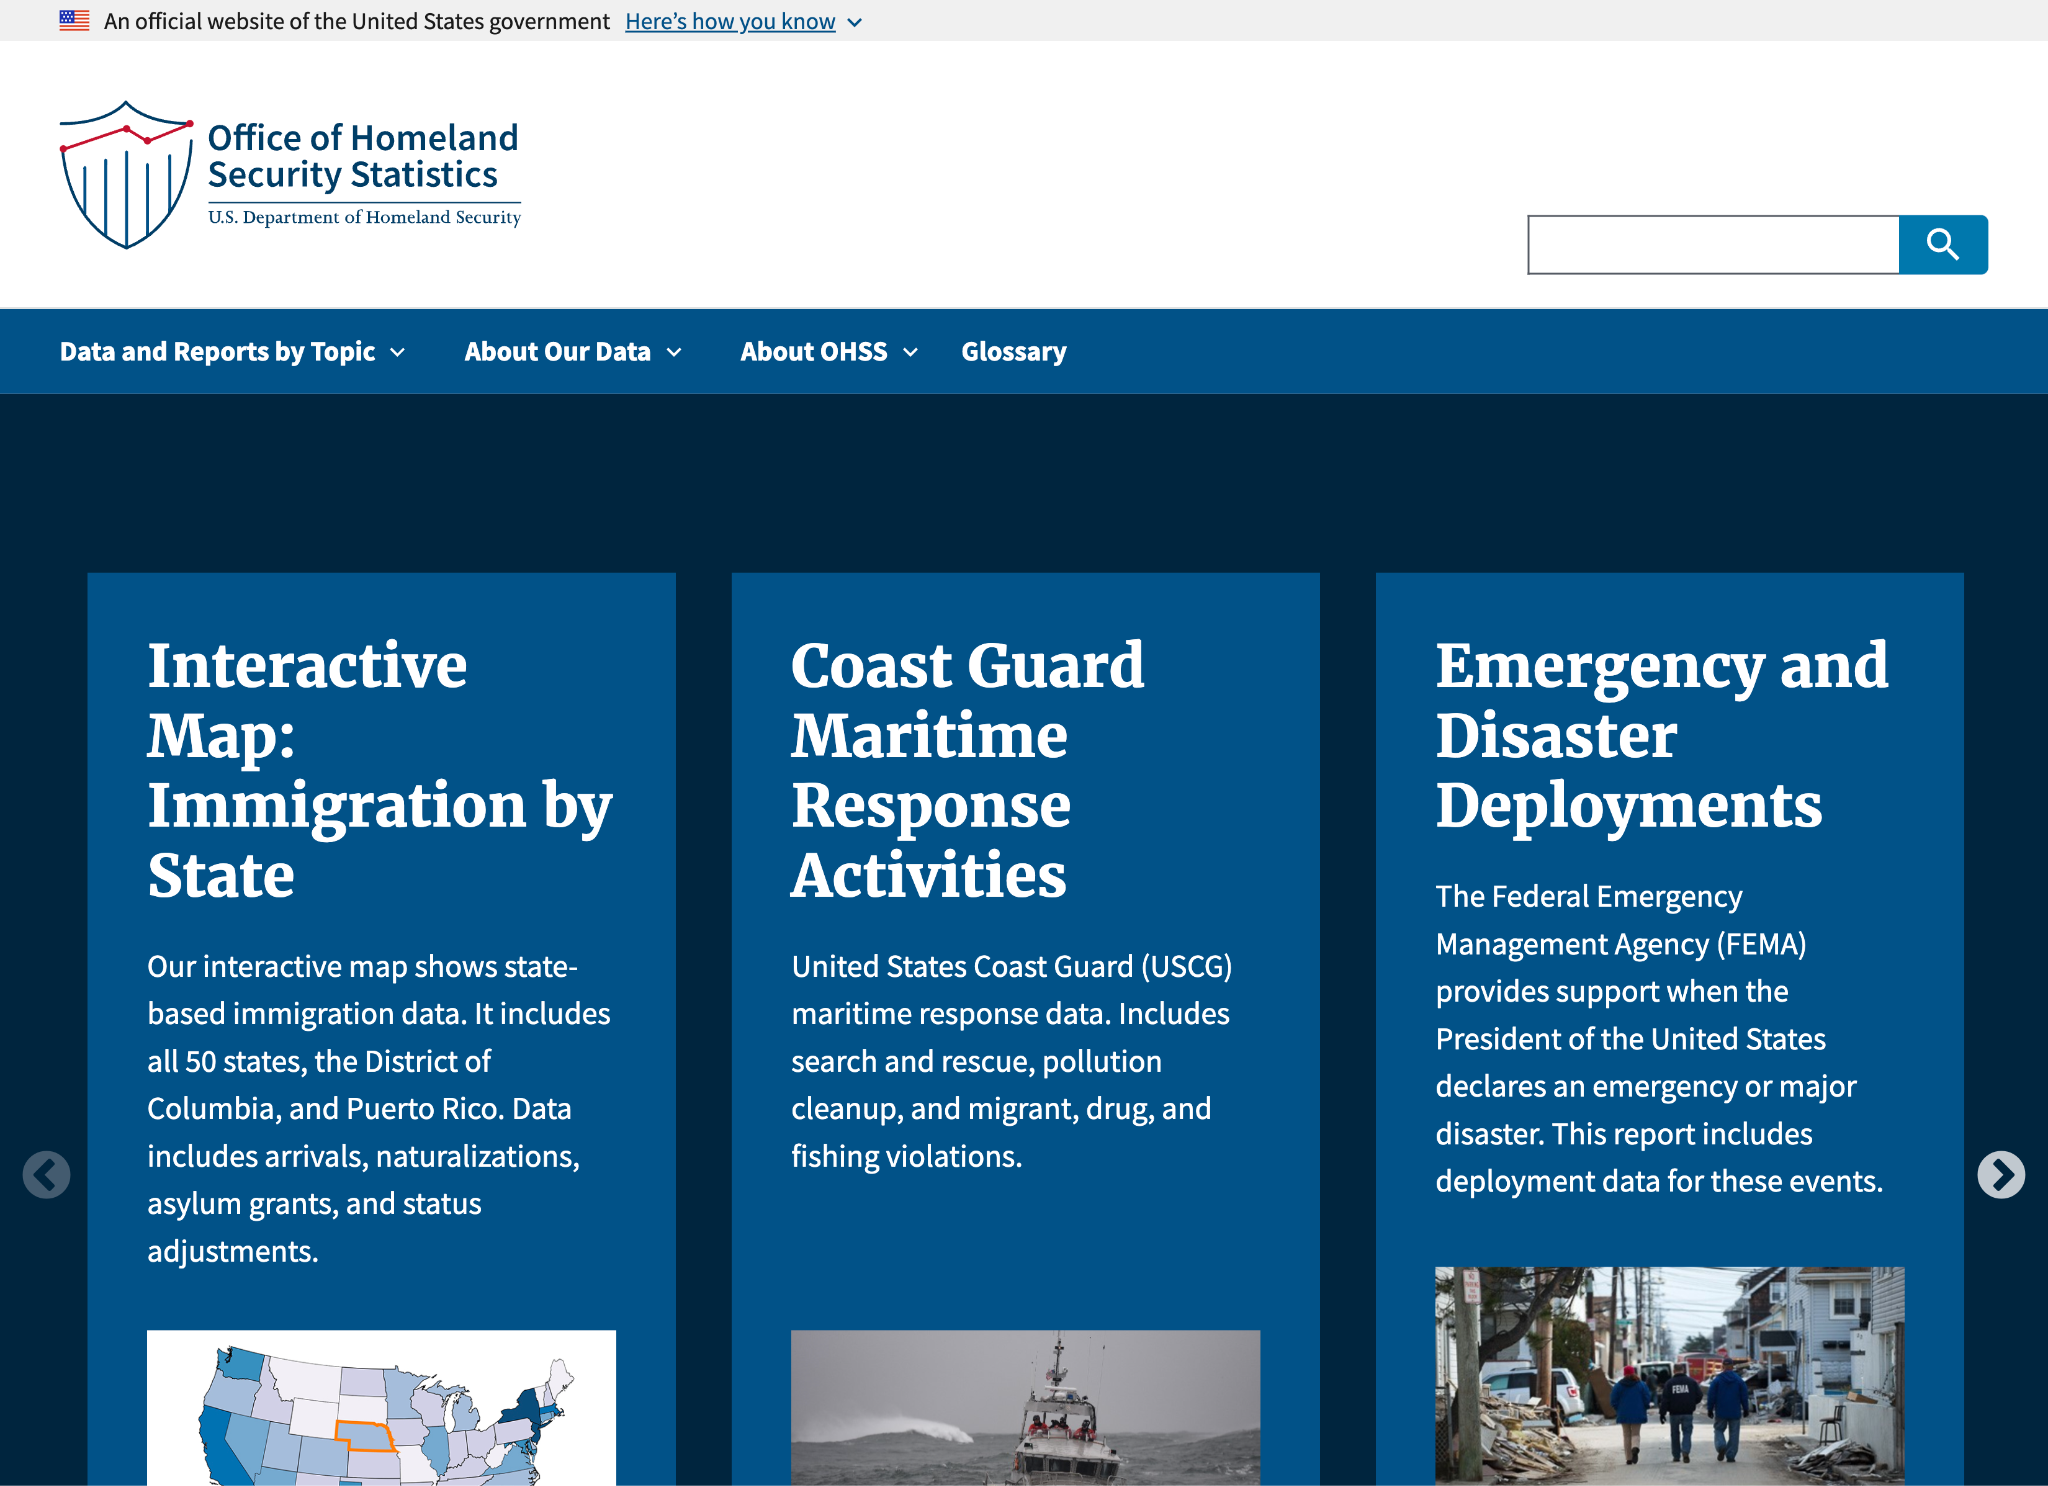 An official website of the United States government Here’s how you know
Office of Homeland
Security Statistics
U.S. Department of Homeland Security
Data and Reports by Topic About Our Data About OHSS Glossary
Interactive
Map:
Immigration by
State
Our interactive map shows state-
based immigration data. It includes
all 50 states, the District of
Columbia, and Puerto Rico. Data
includes arrivals, naturalizations,
asylum grants, and status
adjustments.
Coast Guard
Maritime
Response
Activities
United States Coast Guard (USCG)
maritime response data. Includes
search and rescue, pollution
cleanup, and migrant, drug, and
fishing violations.
Emergency and
Disaster
Deployments
The Federal Emergency
Management Agency (FEMA)
provides support when the
President of the United States
declares an emergency or major
disaster. This report includes
deployment data for these events.
FEMA